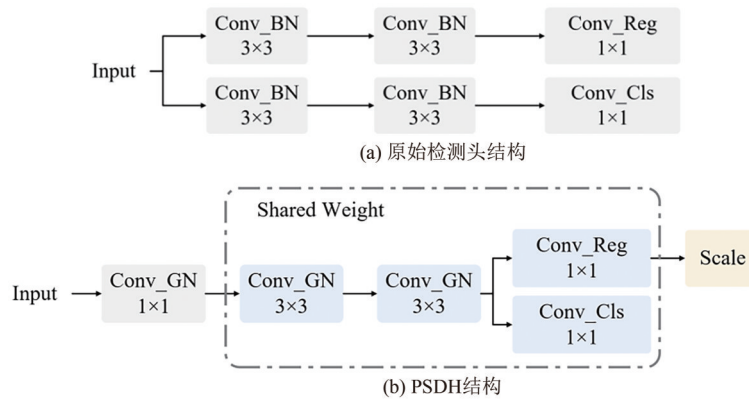 Conv_BN
3×3
Conv_BN
3×3
Conv_Reg
1×1
Input
Conv_BN
3×3
Conv_BN
3×3
Conv_Cls
1×1
(a) 原始检测头结构
Shared Weight
Input
Conv_GN
1×1
Conv_GN
3×3
Conv_GN
3×3
Conv_Reg
1×1
Conv_Cls
1×1
Scale
(b) PSDH结构